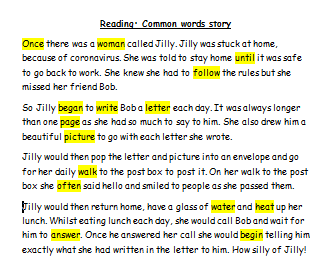 Reading- Common words story
Once there was a woman called Jilly. Jilly was stuck at home,
because of coronavirus. She was told to stay home until it was safe
to go back to work. She knew she had to follow the rules but she
missed her friend Bob.
So Jilly began to write Bob a letter each day. It was always longer
than one page as she had so much to say to him. She also drew him a
beautiful picture to go with each letter she wrote.
Jilly would then pop the letter and picture into an envelope and go
for her daily walk to the post box to post it. On her walk to the post
box she often said hello and smiled to people as she passed them.
Jilly would then return home, have a glass of water and heat up her
lunch. Whilst eating lunch each day, she would call Bob and wait for
him to answer. Once he answered her call she would begin telling him
exactly what she had written in the letter to him. How silly of Jilly!